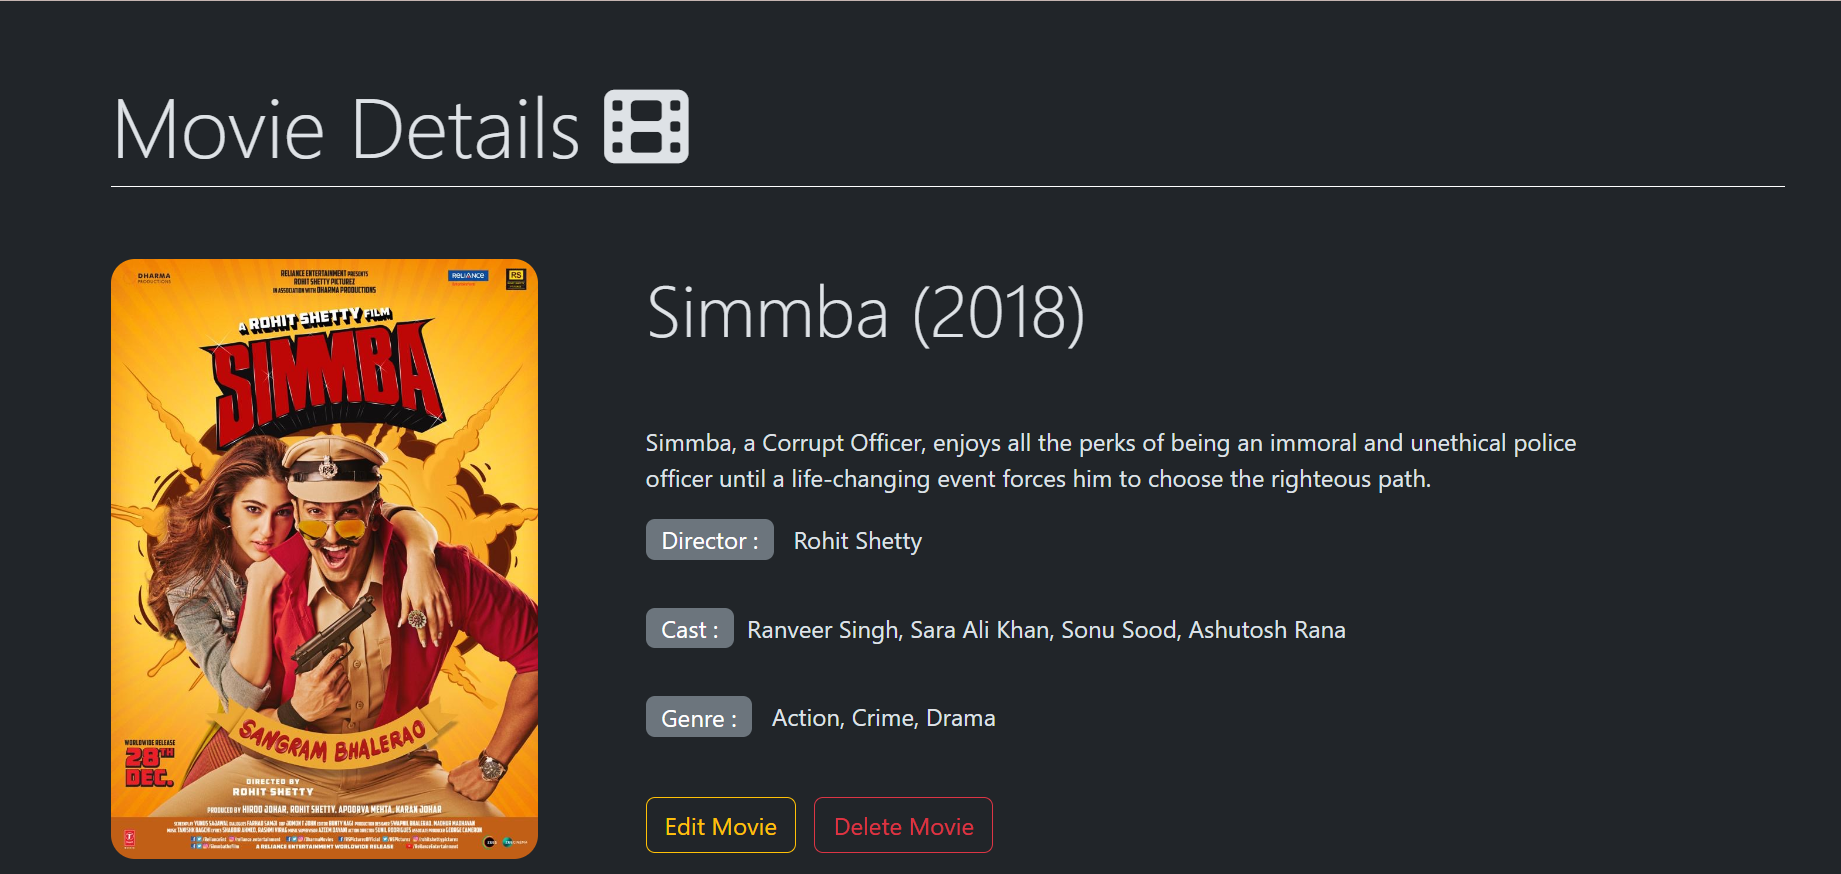 Movie Details
DHARMA
PRODUCTIONS
RELIANCE ENTERTAINMENT PRESENTS
ROHIT SHETTY PICTUREZ
IN ASSOCIATION WITH DHARMA PRODUCTIONS
RELIANCE
RS
A ROHIT SHETTY FILM
SIMMBA
SANGRAM BHALERAO
WORLDWIDE RELEASE
28TH
DEC.
DIRECTED BY
ROHIT SHETTY
PRODUCED BY HIROO JOHAR, ROHIT SHETTY, APOORVA MEHTA, KARAN JOHAR
A RELIANCE ENTERTAINMENT WORLDWIDE RELEASE
Simmba (2018)
Simmba, a Corrupt Officer, enjoys all the perks of being an immoral and unethical police
officer until a life-changing event forces him to choose the righteous path.
Director : Rohit Shetty
Cast : Ranveer Singh, Sara Ali Khan, Sonu Sood, Ashutosh Rana
Genre : Action, Crime, Drama
Edit Movie Delete Movie